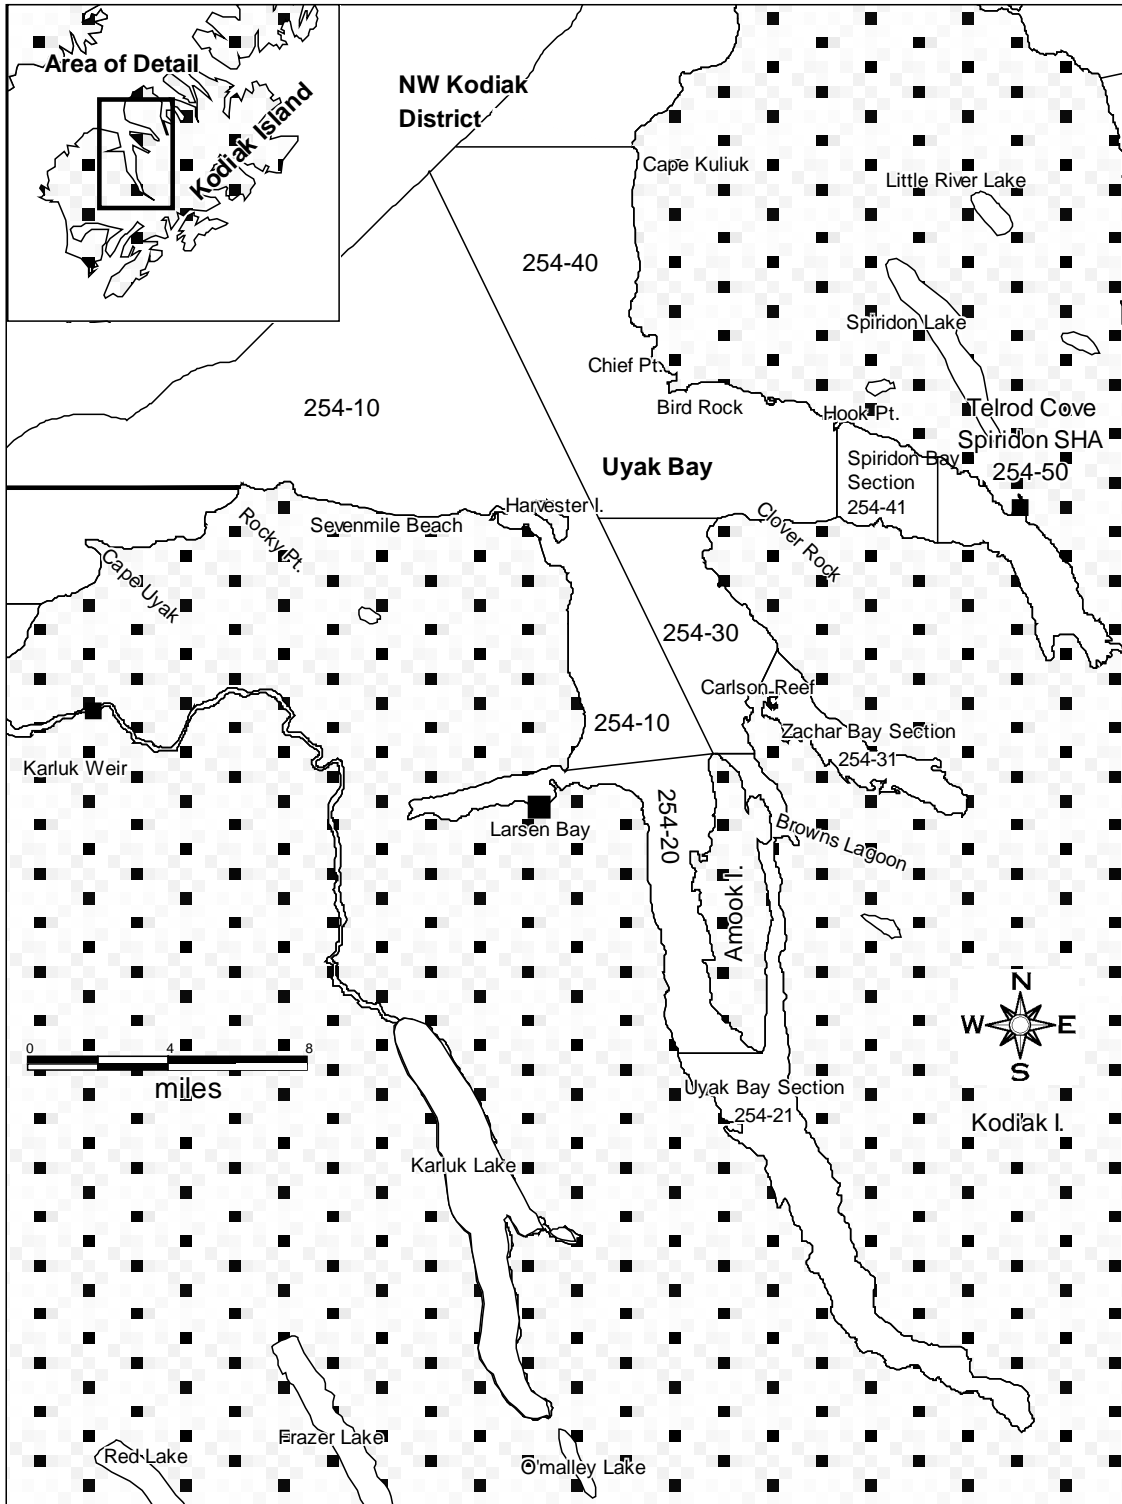 Area of Detail
Kodiak Island
NW Kodiak
District
Cape Kuliuk
Little River Lake
254-40
Spiridon Lake
Chief Pt.
254-10
Bird Rock
Hook Pt.
Telrod Cove
Spiridon SHA
254-50
Uyak Bay
Spiridon Bay
Section
254-41
Harvester I.
Sevenmile Beach
Rocky Pt.
Cape Uyak
Clover Rock
254-30
Carlson Reef
254-10
Zachar Bay Section
254-31
Karluk Weir
Larsen Bay
254-20
Browns Lagoon
Amook I.
N
W E
S
0 4 8
miles
Uyak Bay Section
254-21
Kodiak I.
Karluk Lake
Frazer Lake
Red Lake
O'malley Lake